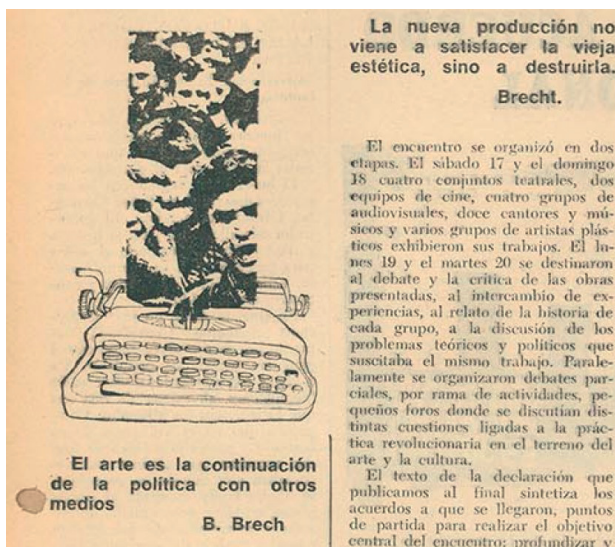 El arte es la continuación
de la política con otros
medios
B. Brech
La nueva producción no
viene a satisfacer la vieja
estética, sino a destruirla.
Brecht.
El encuentro se organizó en dos
etapas. El sábado 17 y el domingo
18 cuatro conjuntos teatrales, dos
equipos de cine, cuatro grupos de
audiovisuales, doce cantores y mú-
sicos y varios grupos de artistas plás-
ticos exhibieron sus trabajos. El lu-
nes 19 y el martes 20 se destinaron
al debate y la crítica de las obras
presentadas, al intercambio de ex-
periencias, al relato de la historia de
cada grupo, a la discusión de los
problemas teóricos y políticos que
suscitaba el mismo trabajo. Parale-
lamente se organizaron debates par-
ciales, por rama de actividades, pe-
queños foros donde se discutían dis-
tintas cuestiones ligadas a la prác-
tica revolucionaria en el terreno del
arte y la cultura.
El texto de la declaración que
publicamos al final sintetiza los
acuerdos a que se llegaron, puntos
de partida para realizar el objetivo
central del encuentro: profundizar y